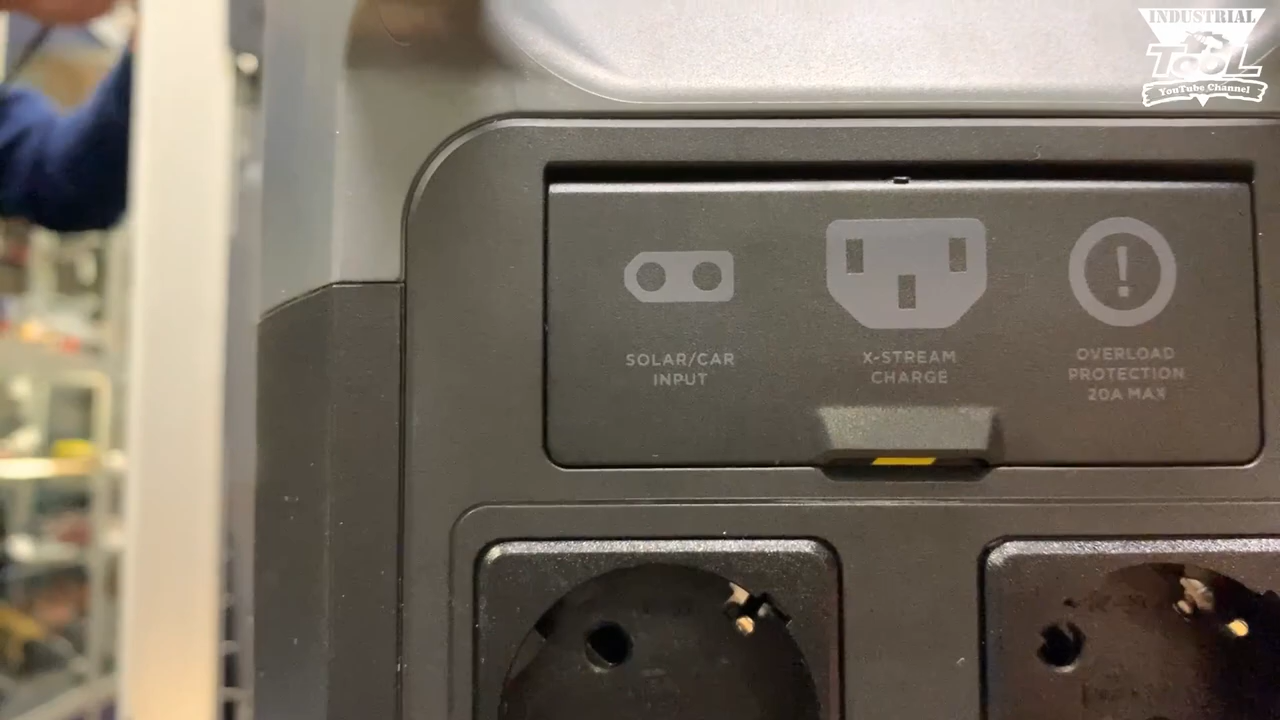 INDUSTRIAL
TOOL
YouTube Channel
SOLAR/CAR
INPUT
X-STREAM
CHARGE
OVERLOAD
PROTECTION
20A MAX